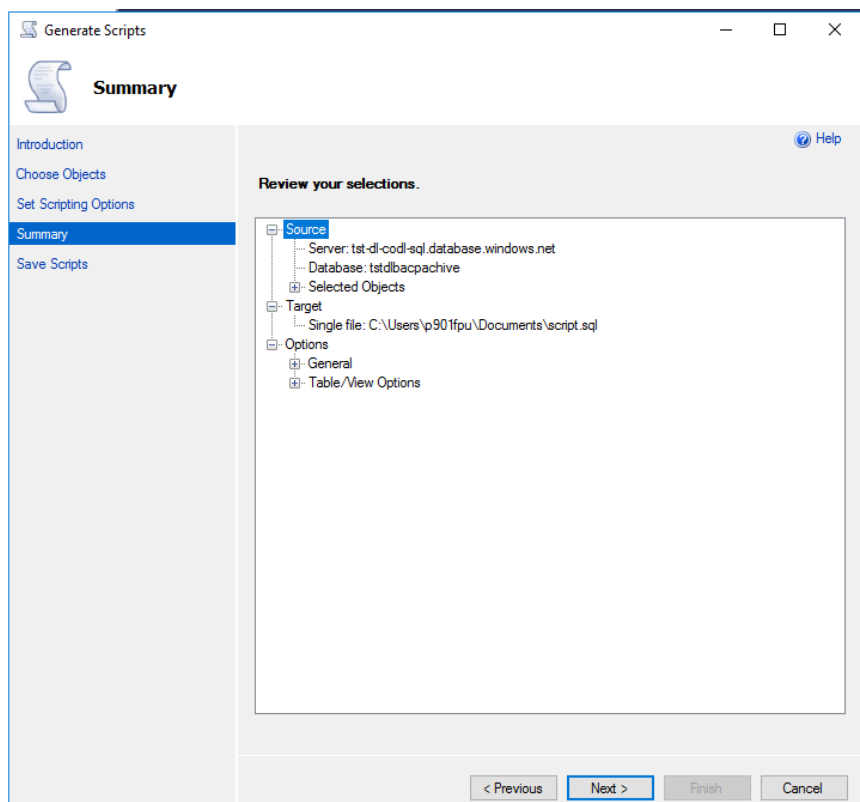 Generate Scripts
Summary
Introduction
Choose Objects
Set Scripting Options
Summary
Save Scripts
Help
Review your selections.
Source
Server: tst-dl-codl-sql.database.windows.net
Database: tstdlbacpachive
Selected Objects
Target
Single file: C:\Users\p901fpu\Documents\script.sql
Options
General
Table/View Options
< Previous
Next >
Finish
Cancel